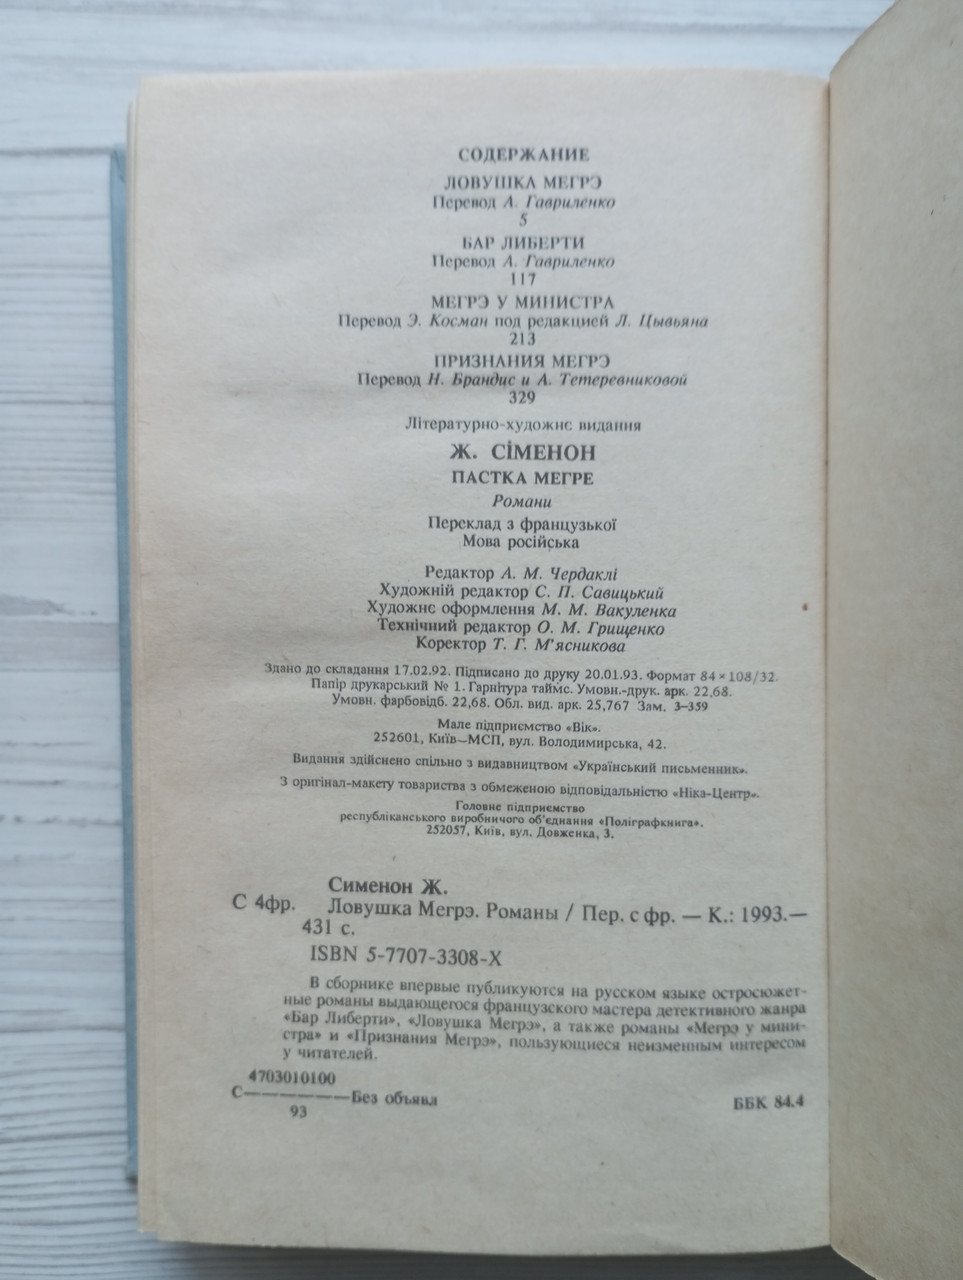 СОДЕРЖАНИЕ
ЛОВУШКА МЕГРЭ
Перевод А. Гавриленко
5
БАР ЛИБЕРТИ
Перевод А. Гавриленко
117
МЕГРЭ У МИНИСТРА
Перевод Э. Косман под редакцией Л. Цывьяна
213
ПРИЗНАНИЯ МЕГРЭ
Перевод Н. Брандис и А. Тетеревниковой
329
Літературно-художнє видання
Ж. СІМЕНОН
ПАСТКА МЕГРЕ
Романи
Переклад з французької
Мова російська
Редактор А. М. Чердаклі
Художній редактор С. П. Савицький
Художнє оформлення М. М. Вакуленка
Технічний редактор О. М. Грищенко
Коректор Т. Г. М'ясникова
Здано до складання 17.02.92. Підписано до друку 20.01.93. Формат 84×108/32.
Папір друкарський № 1. Гарнітура таймс. Умовн.-друк. арк. 22,68.
Умовн. фарбовідб. 22,68. Обл. вид. арк. 25,767 Зам. 3–359
Мале підприємство «Вік».
252601, Київ—МСП, вул. Володимирська, 42.
Видання здійснено спільно з видавництвом «Український письменник».
З оригінал-макету товариства з обмеженою відповідальністю «Ніка-Центр».
Головне підприємство
республіканського виробничого об'єднання «Поліграфкнига».
252057, Київ, вул. Довженка, 3.
Сименон Ж.
С 4фр. Ловушка Мегрэ. Романы / Пер. с фр. — К.: 1993.—
431 с.
ISBN 5-7707-3308-X
В сборнике впервые публикуются на русском языке остросюжет-
ные романы выдающегося французского мастера детективного жанра
«Бар Либерти», «Ловушка Мегрэ», а также романы «Мегрэ у мини-
стра» и «Признания Мегрэ», пользующиеся неизменным интересом
у читателей.
4703010100
С———————Без объявл
93
ББК 84.4